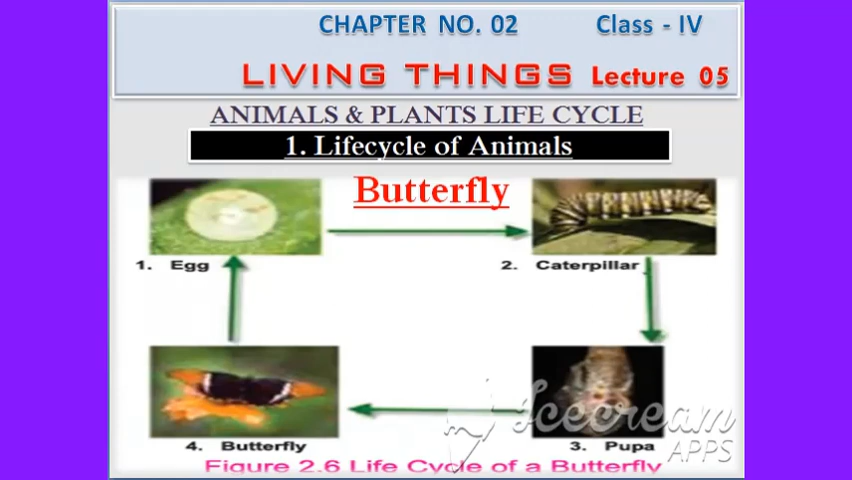 CHAPTER NO. 02 Class - IV
LIVING THINGS Lecture 05
ANIMALS & PLANTS LIFE CYCLE
1. Lifecycle of Animals
Butterfly
1. Egg
2. Caterpillar
4. Butterfly
3. Pupa
Icecream
APPS
Figure 2.6 Life Cycle of a Butterfly